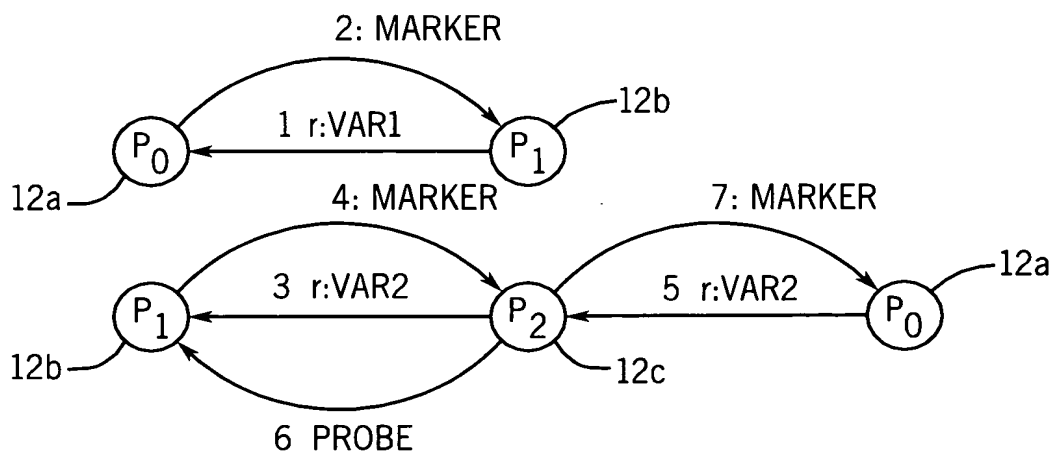 2: MARKER
12b
1 r:VAR1
P0
P1
12a
4: MARKER
7: MARKER
12a
3 r:VAR2
5 r:VAR2
P1
P2
P0
12b
12c
6 PROBE